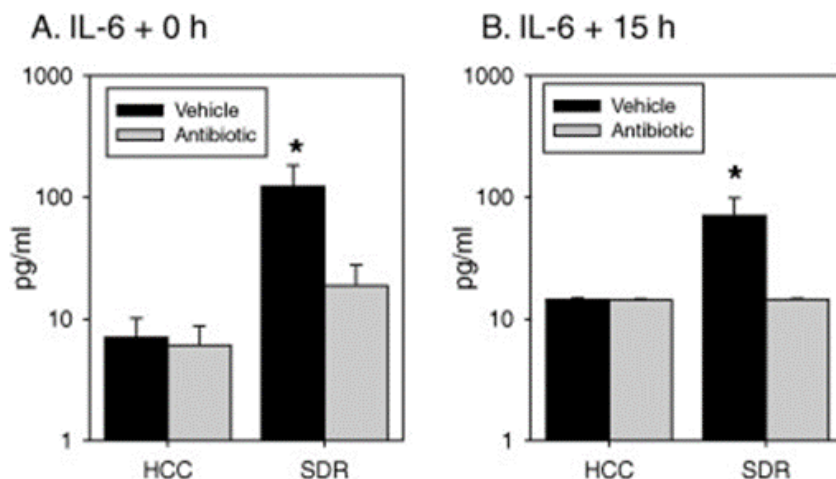 A. IL-6 + 0 h
1000
100
10
1
pg/ml
Vehicle
Antibiotic
*
HCC
SDR
B. IL-6 + 15 h
1000
100
10
1
pg/ml
Vehicle
Antibiotic
*
HCC
SDR